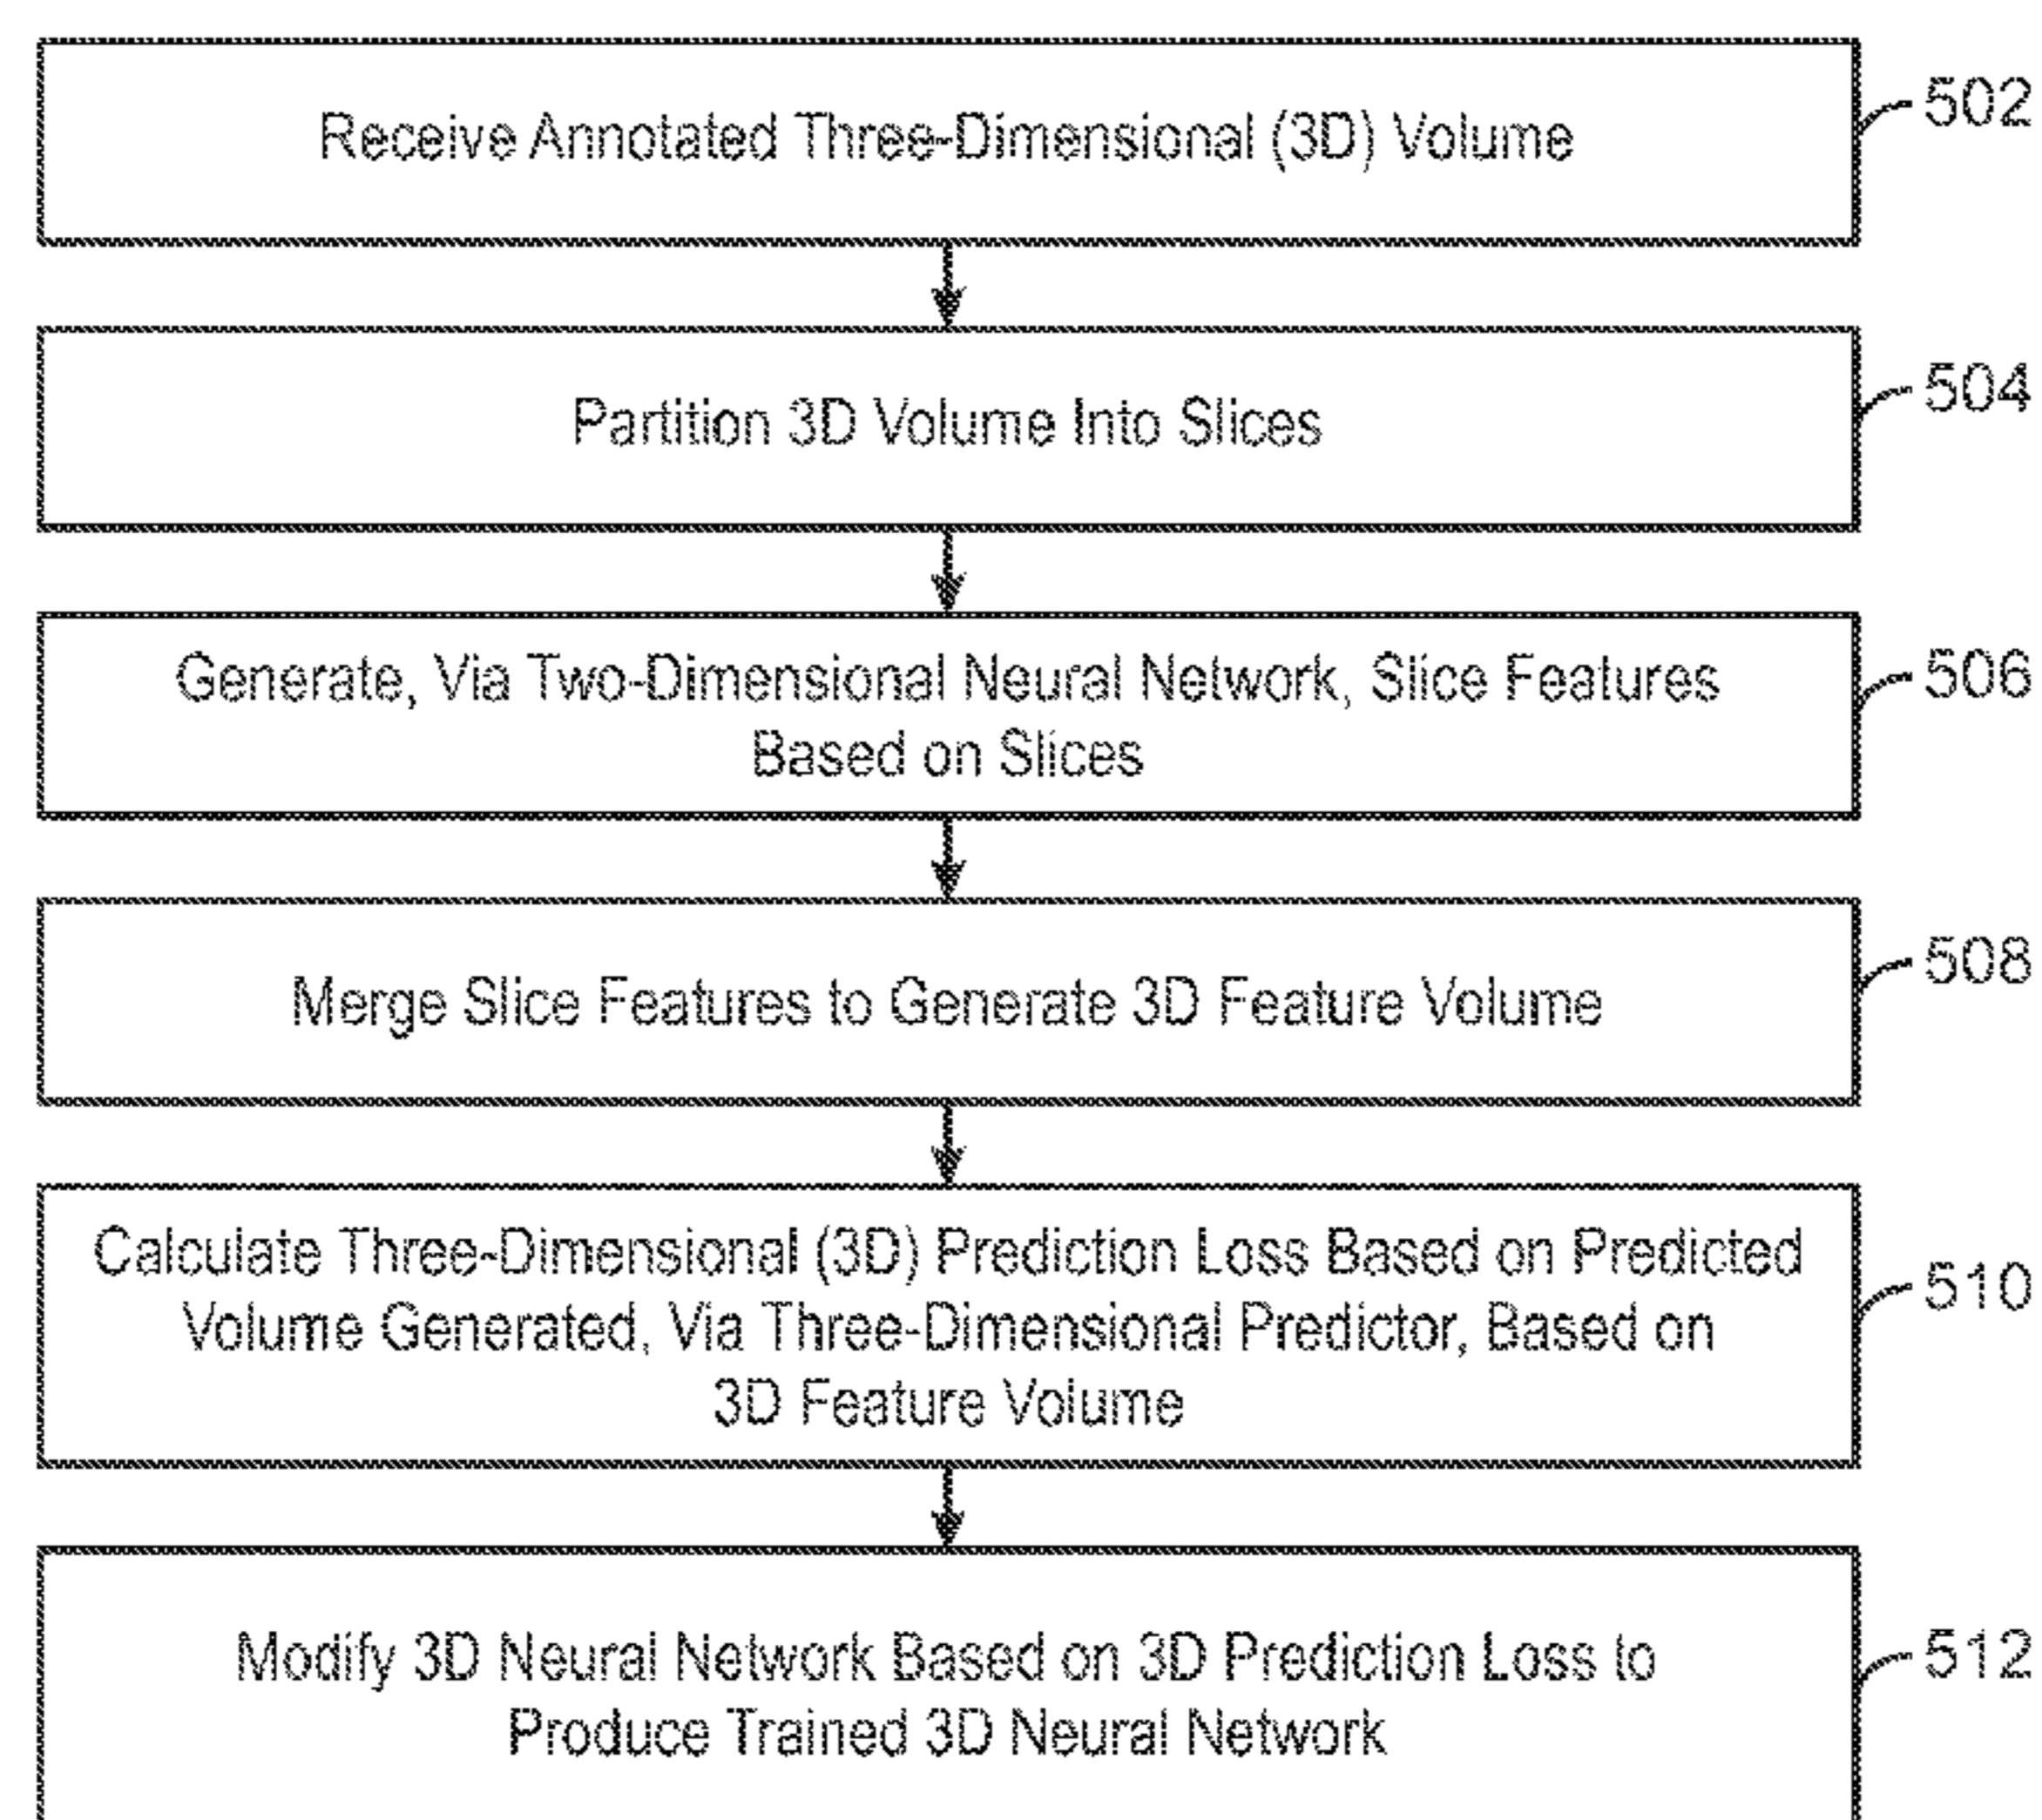 Receive Annotated Three-Dimensional (3D) Volume
502
Partition 3D Volume Into Slices
504
Generate, Via Two-Dimensional Neural Network, Slice Features
Based on Slices
506
Merge Slice Features to Generate 3D Feature Volume
508
Calculate Three-Dimensional (3D) Prediction Loss Based on Predicted
Volume Generated, Via Three-Dimensional Predictor, Based on
3D Feature Volume
510
Modify 3D Neural Network Based on 3D Prediction Loss to
Produce Trained 3D Neural Network
512